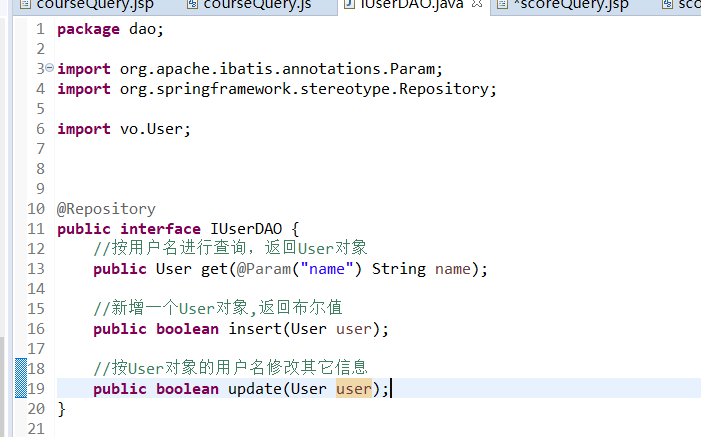 courseQuery.jsp courseQuery.js IUserDAO.java *scoreQuery.jsp sco
1 package dao;
2
3 import org.apache.ibatis.annotations.Param;
4 import org.springframework.stereotype.Repository;
5
6 import vo.User;
7
8
9
10 @Repository
11 public interface IUserDAO {
12 //按用户名进行查询，返回User对象
13 public User get(@Param("name") String name);
14
15 //新增一个User对象,返回布尔值
16 public boolean insert(User user);
17
18 //按User对象的用户名修改其它信息
19 public boolean update(User user);
20 }
21